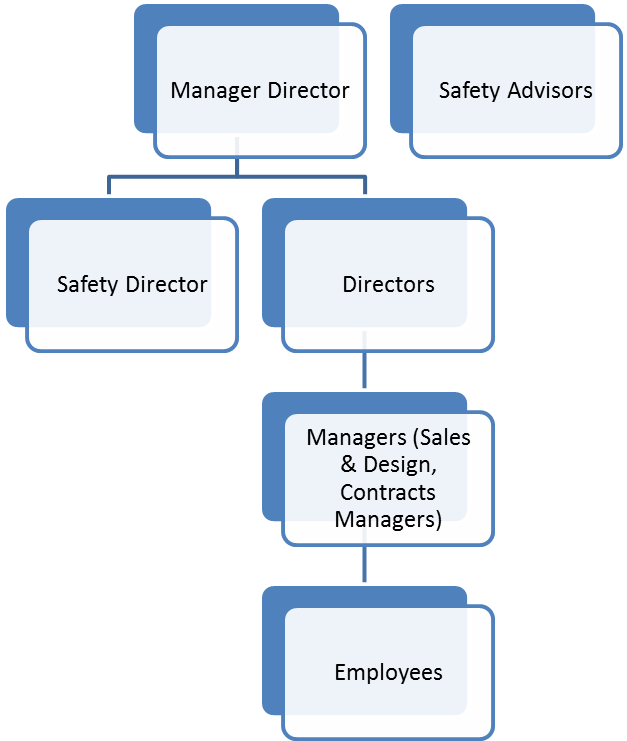 Manager Director
Safety Advisors
Safety Director
Directors
Managers (Sales
& Design,
Contracts
Managers)
Employees